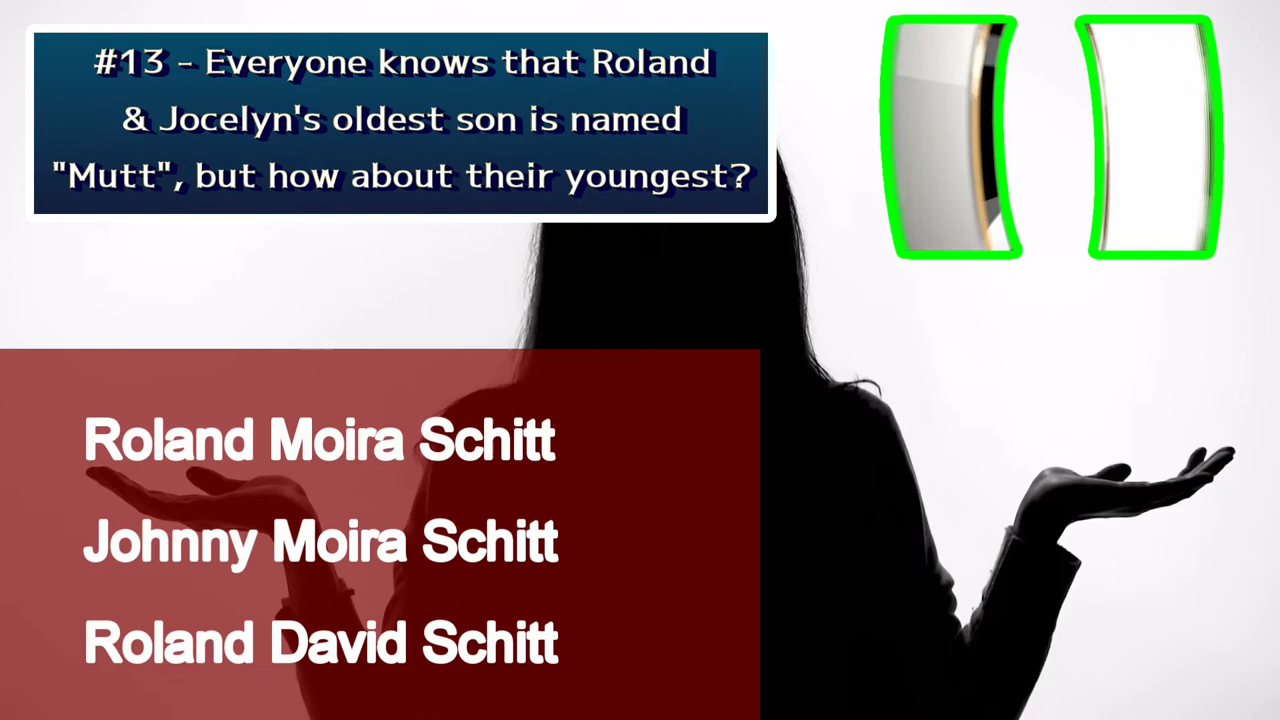 #13 - Everyone knows that Roland
& Jocelyn's oldest son is named
"Mutt", but how about their youngest?
Roland Moira Schitt
Johnny Moira Schitt
Roland David Schitt